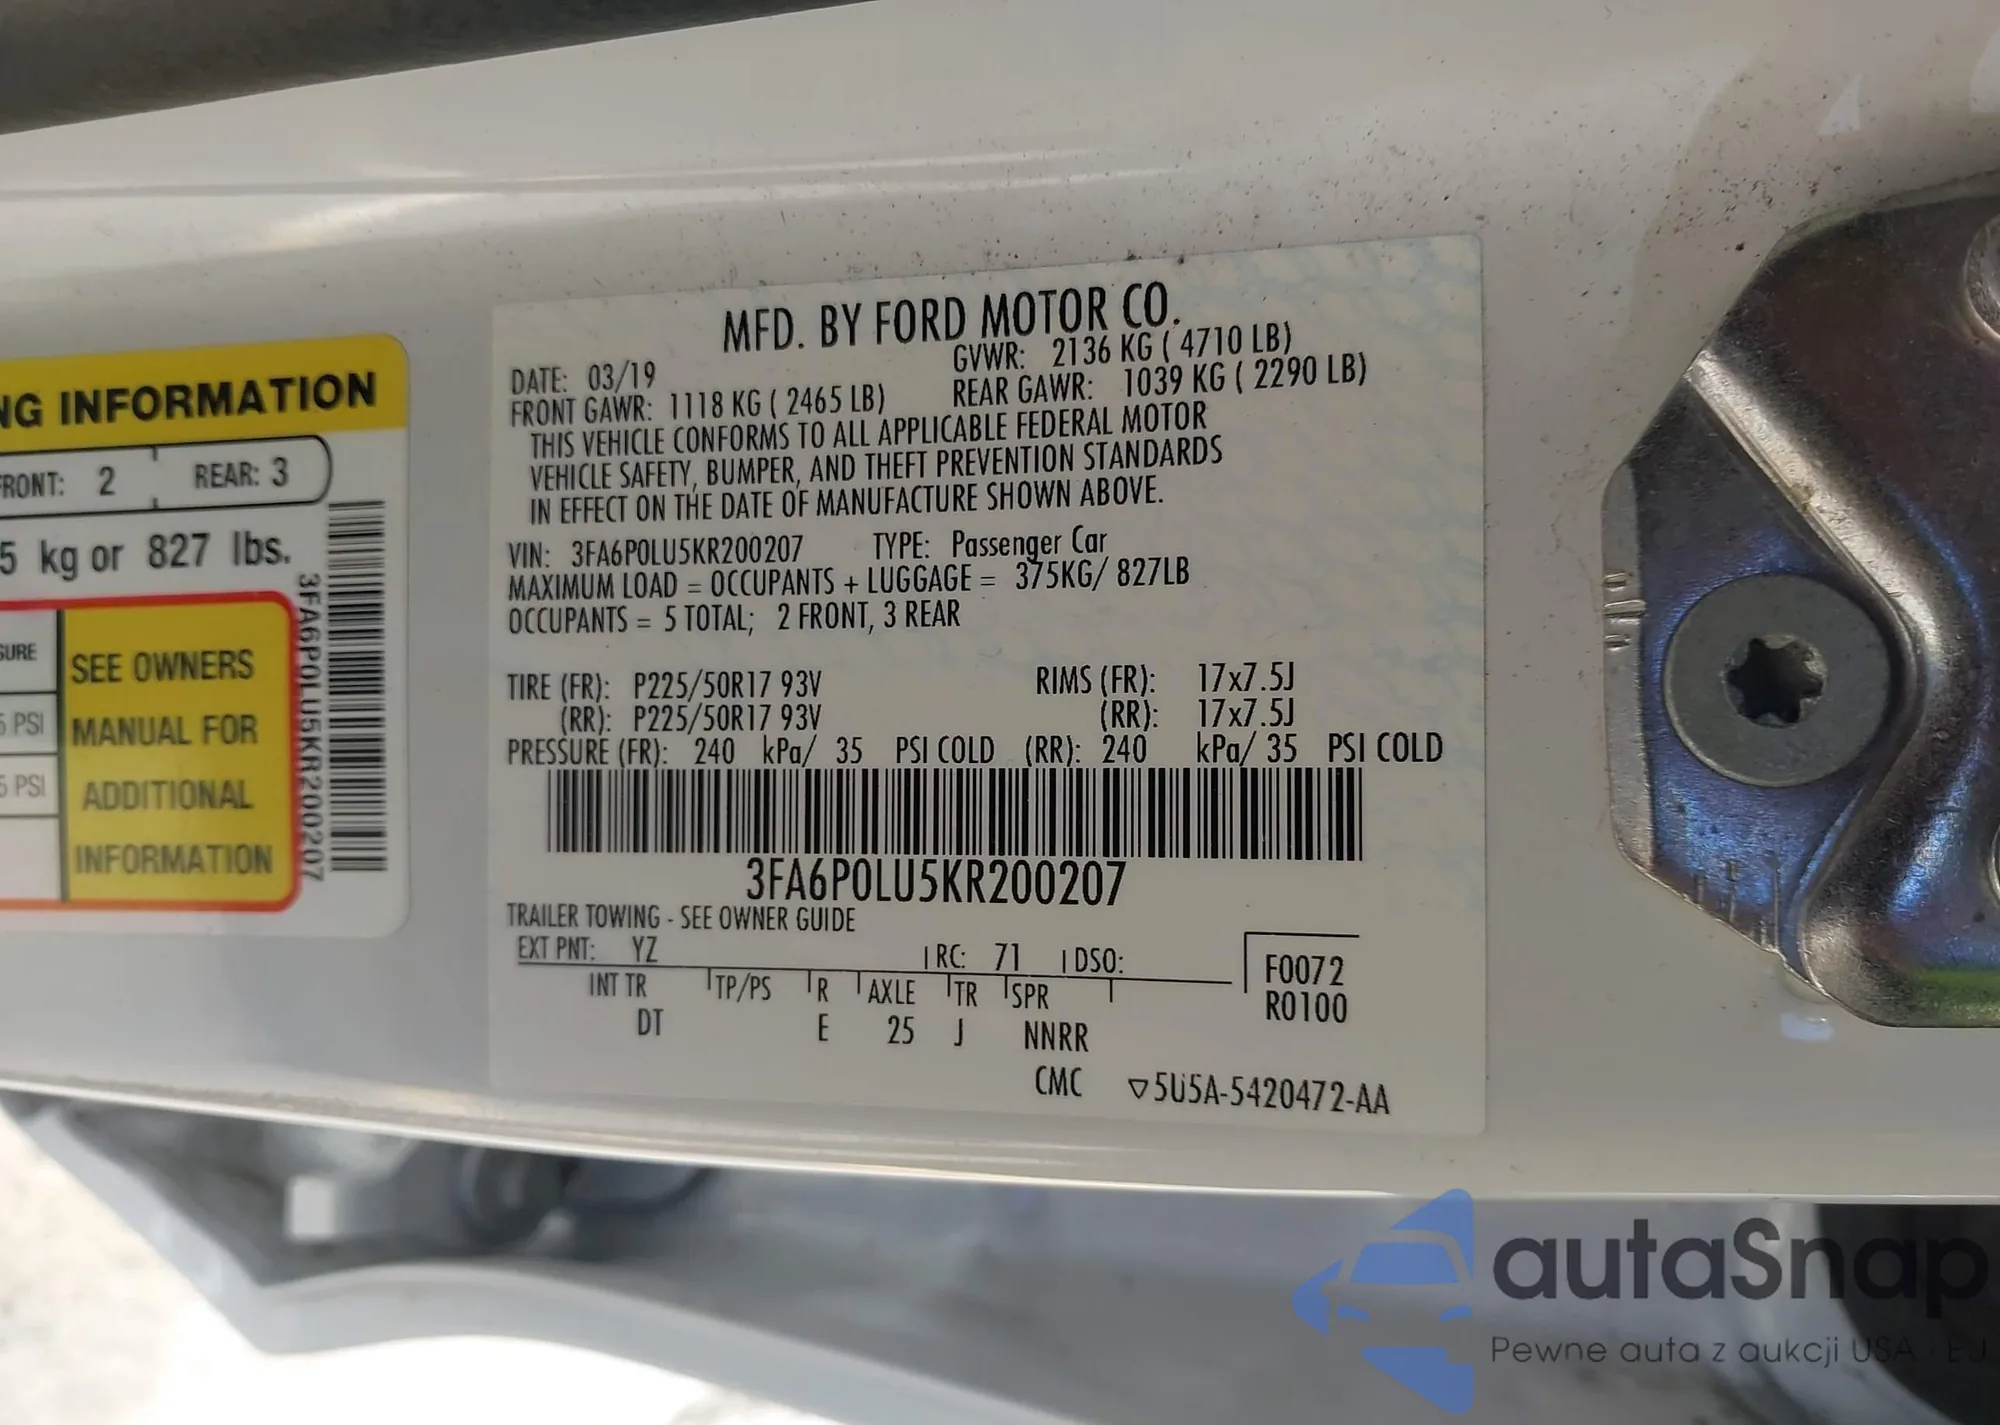 NG INFORMATION
FRONT: 2 REAR: 3
5 kg or 827 lbs.
SURE
5 PSI
5 PSI
SEE OWNERS
MANUAL FOR
ADDITIONAL
INFORMATION
3FA6P0LU5KR200207
MFD. BY FORD MOTOR CO.
DATE: 03/19 GVWR: 2136 KG ( 4710 LB)
FRONT GAWR: 1118 KG ( 2465 LB) REAR GAWR: 1039 KG ( 2290 LB)
THIS VEHICLE CONFORMS TO ALL APPLICABLE FEDERAL MOTOR
VEHICLE SAFETY, BUMPER, AND THEFT PREVENTION STANDARDS
IN EFFECT ON THE DATE OF MANUFACTURE SHOWN ABOVE.
VIN: 3FA6P0LU5KR200207 TYPE: Passenger Car
MAXIMUM LOAD = OCCUPANTS + LUGGAGE = 375KG/ 827LB
OCCUPANTS = 5 TOTAL; 2 FRONT, 3 REAR
TIRE (FR): P225/50R17 93V RIMS (FR): 17x7.5J
(RR): P225/50R17 93V (RR): 17x7.5J
PRESSURE (FR): 240 kPa/ 35 PSI COLD (RR): 240 kPa/ 35 PSI COLD
3FA6P0LU5KR200207
TRAILER TOWING - SEE OWNER GUIDE
EXT PNT: YZ RC: 71 DSO:
INT TR TP/PS R AXLE TR SPR
DT E 25 J NNRR
F0072
R0100
CMC ▽5U5A-5420472-AA
autaSnap
Pewne auta z aukcji USA · EU